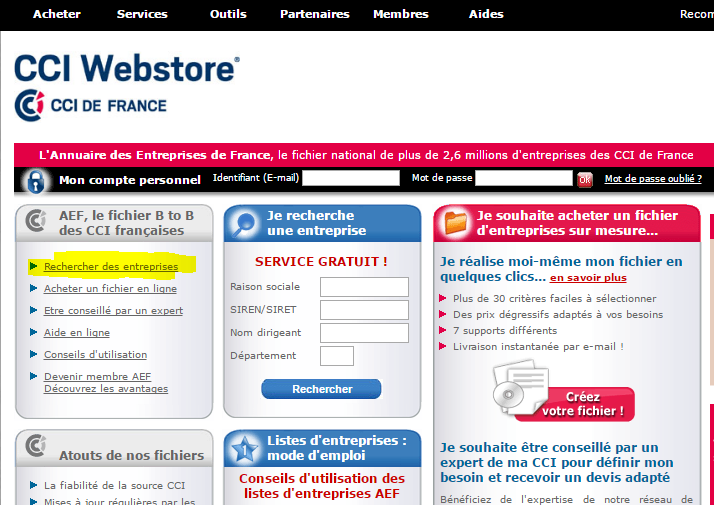 Acheter Services Outils Partenaires Membres Aides Recom
CCI Webstore®
CCI DE FRANCE
L'Annuaire des Entreprises de France, le fichier national de plus de 2,6 millions d'entreprises des CCI de France
Mon compte personnel Identifiant (E-mail) Mot de passe OK Mot de passe oublié ?
AEF, le fichier B to B
des CCI françaises
Rechercher des entreprises
Acheter un fichier en ligne
Etre conseillé par un expert
Aide en ligne
Conseils d'utilisation
Devenir membre AEF
Découvrez les avantages
Je recherche
une entreprise
SERVICE GRATUIT !
Raison sociale
SIREN/SIRET
Nom dirigeant
Département
Rechercher
Je souhaite acheter un fichier
d'entreprises sur mesure...
Je réalise moi-même mon fichier en
quelques clics... en savoir plus
Plus de 30 critères faciles à sélectionner
Des prix dégressifs adaptés à vos besoins
7 supports différents
Livraison instantanée par e-mail !
Créez
votre fichier !
Atouts de nos fichiers
La fiabilité de la source CCI
Mises à jour régulières par les
Listes d'entreprises :
mode d'emploi
Conseils d'utilisation des
listes d'entreprises AEF
Je souhaite être conseillé par un
expert de ma CCI pour définir mon
besoin et recevoir un devis adapté
Bénéficiez de l'expertise de notre réseau de